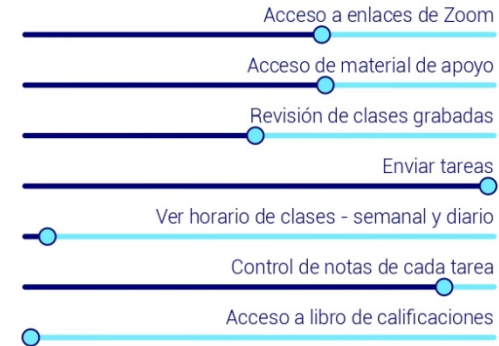 Acceso a enlaces de Zoom
Acceso de material de apoyo
Revisión de clases grabadas
Enviar tareas
Ver horario de clases - semanal y diario
Control de notas de cada tarea
Acceso a libro de calificaciones